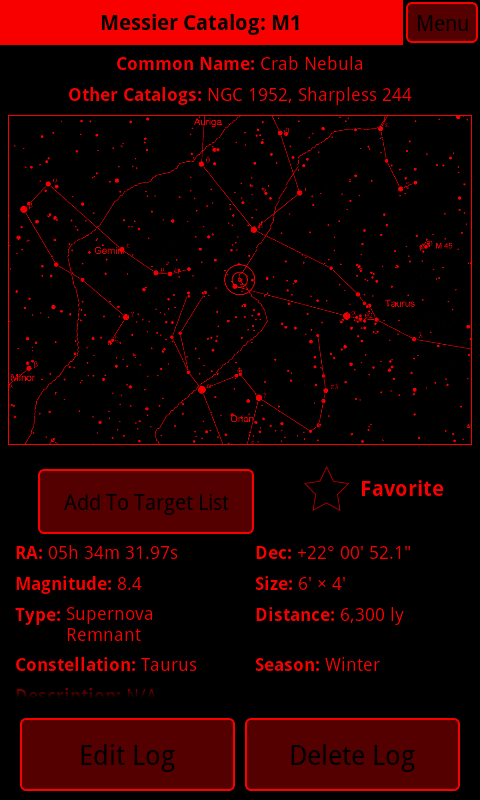 Messier Catalog: M1
Menu
Common Name: Crab Nebula
Other Catalogs: NGC 1952, Sharpless 244
Auriga
M 45
Gemini
Taurus
Minor
Orion
Add To Target List
Favorite
RA: 05h 34m 31.97s
Dec: +22° 00' 52.1"
Magnitude: 8.4
Size: 6' × 4'
Type: Supernova
Remnant
Distance: 6,300 ly
Constellation: Taurus
Season: Winter
Description: N/A
Edit Log
Delete Log